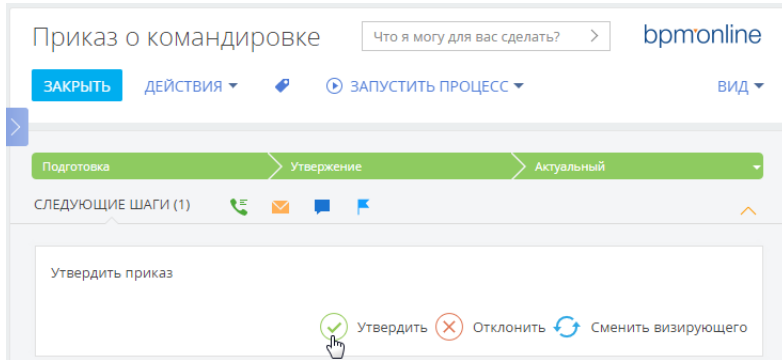 Приказ о командировке
Что я могу для вас сделать?
bpm'online
ЗАКРЫТЬ ДЕЙСТВИЯ ЗАПУСТИТЬ ПРОЦЕСС ВИД
Подготовка Утвержение Актуальный
СЛЕДУЮЩИЕ ШАГИ (1)
Утвердить приказ
Утвердить Отклонить Сменить визирующего